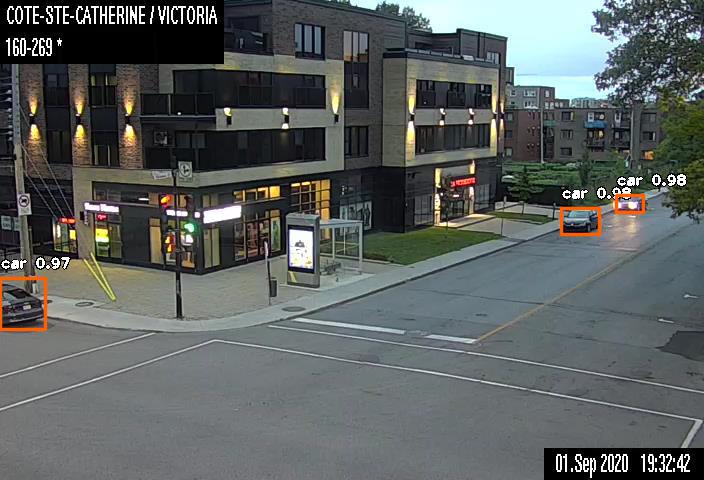 COTE-STE-CATHERINE / VICTORIA
160-269 *
car 0.98
car 0.98
car 0.97
01.Sep 2020 19:32:42